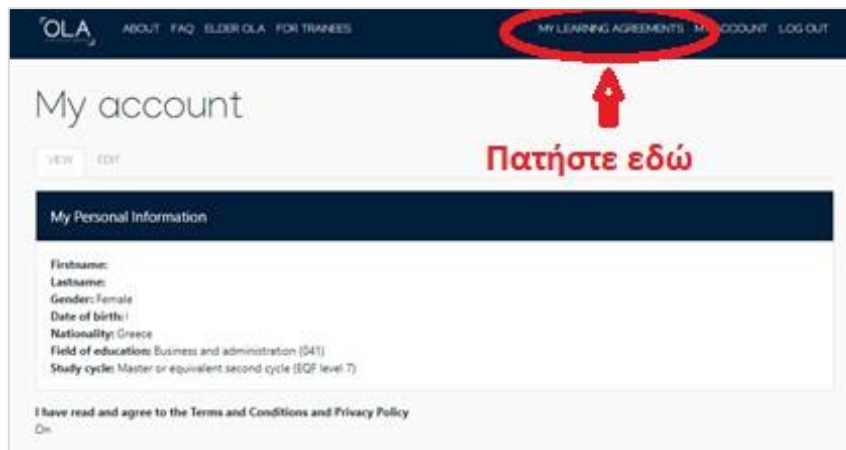 OLA ABOUT FAQ ELDER OLA FOR TRAINEES MY LEARNING AGREEMENTS MY ACCOUNT LOG OUT
My account
Πατήστε εδώ
VIEW EDIT
My Personal Information
Firstname:
Lastname:
Gender: Female
Date of birth:
Nationality: Greece
Field of education: Business and administration (041)
Study cycle: Master or equivalent second cycle (EQF level 7)
I have read and agree to the Terms and Conditions and Privacy Policy
On